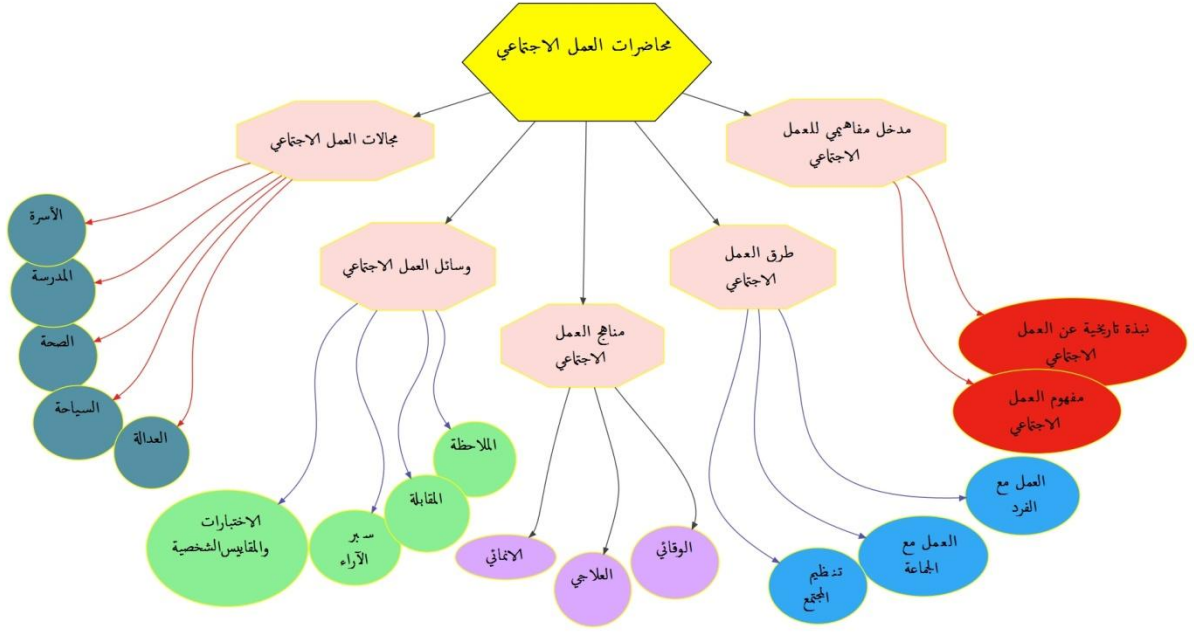 محاضرات العمل الاجتماعي
مدخل مفاهيمي للعمل
الاجتماعي
نبذة تاريخية عن العمل
الاجتماعي
مفهوم العمل
الاجتماعي
طرق العمل
الاجتماعي
العمل مع
الفرد
العمل مع
الجماعة
تنظيم
المجتمع
مناهج العمل
الاجتماعي
الوقائي
العلاجي
الانمائي
وسائل العمل الاجتماعي
الملاحظة
المقابلة
سبر
الآراء
الاختبارات
والمقاييس الشخصية
مجالات العمل الاجتماعي
الأسرة
المدرسة
الصحة
السياحة
العدالة